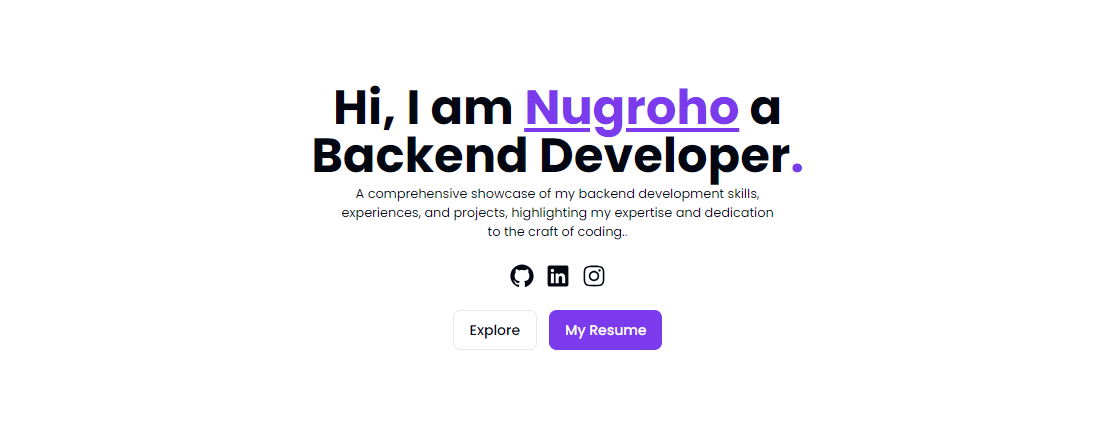 Hi, I am Nugroho a
Backend Developer.
A comprehensive showcase of my backend development skills,
experiences, and projects, highlighting my expertise and dedication
to the craft of coding..
Explore
My Resume